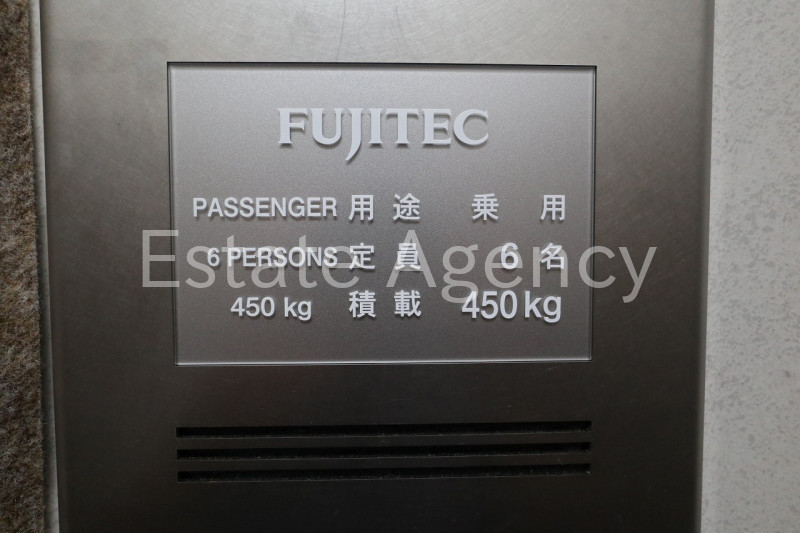 FUJITEC
PASSENGER 用途 乗用
6 PERSONS 定員 6名
Estate Agency
450 kg 積載 450kg